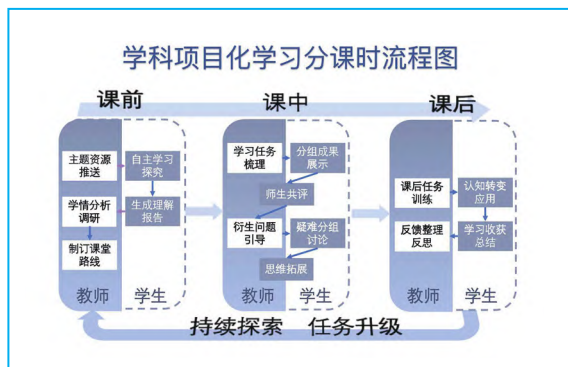 学科项目化学习分课时流程图
课前
课中
课后
主题资源
推送
自主学习
探究
学情分析
调研
生成理解
报告
制订课堂
路线
教师
学生
学习任务
梳理
分组成果
展示
师生共评
衍生问题
引导
疑难分组
讨论
思维拓展
教师
学生
课后任务
训练
认知转变
应用
反馈整理
反思
学习收获
总结
教师
学生
持续探索 任务升级